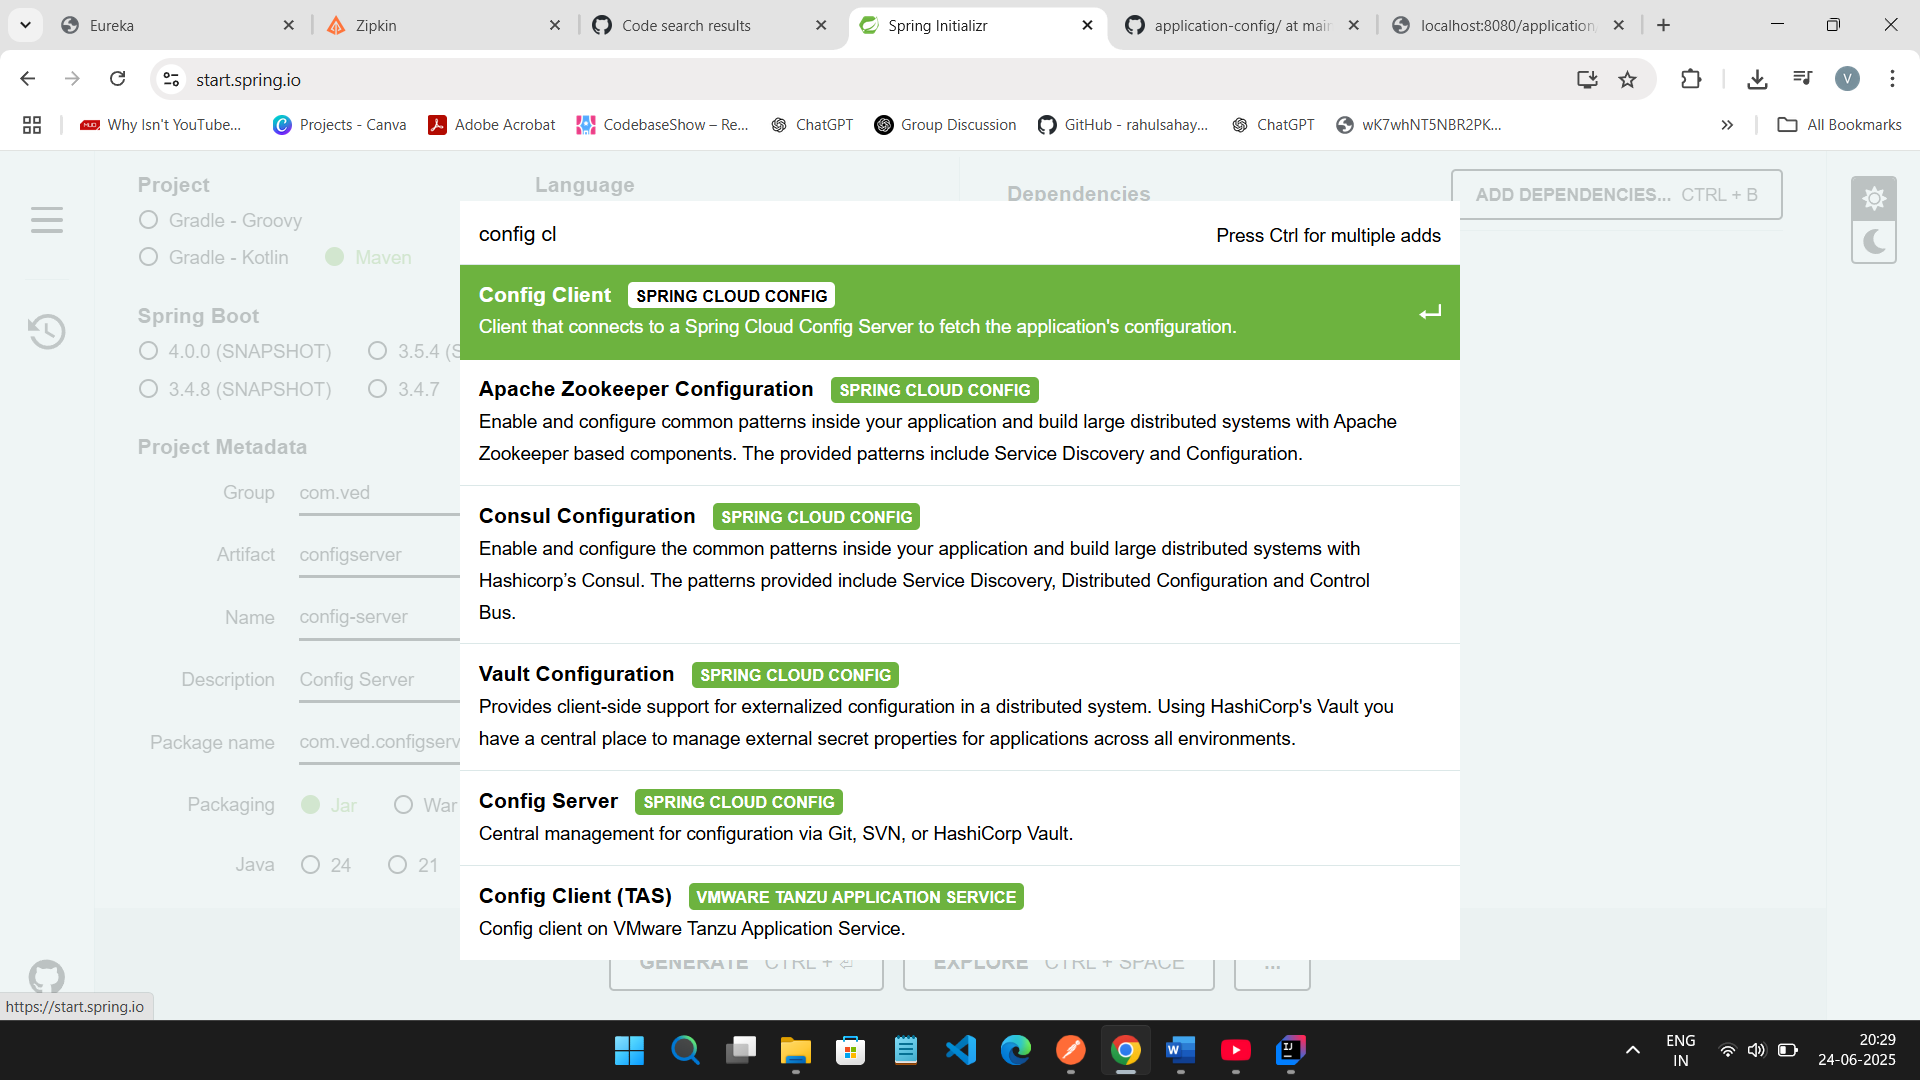 Eureka
Zipkin
Code search results
Spring Initializr
application-config/ at main
localhost:8080/application/
start.spring.io
Why Isn't YouTube...
Projects - Canva
Adobe Acrobat
CodebaseShow – Re...
ChatGPT
Group Discussion
GitHub - rahulsahay...
ChatGPT
wK7whNT5NBR2PK...
All Bookmarks
Project
Language
Dependencies
ADD DEPENDENCIES... CTRL + B
Gradle - Groovy
Gradle - Kotlin
Maven
Spring Boot
4.0.0 (SNAPSHOT)
3.5.4 (S
3.4.8 (SNAPSHOT)
3.4.7
Project Metadata
Group com.ved
Artifact configserver
Name config-server
Description Config Server
Package name com.ved.configserv
Packaging Jar War
Java 24 21
config cl
Press Ctrl for multiple adds
Config Client SPRING CLOUD CONFIG
Client that connects to a Spring Cloud Config Server to fetch the application's configuration.
Apache Zookeeper Configuration SPRING CLOUD CONFIG
Enable and configure common patterns inside your application and build large distributed systems with Apache
Zookeeper based components. The provided patterns include Service Discovery and Configuration.
Consul Configuration SPRING CLOUD CONFIG
Enable and configure the common patterns inside your application and build large distributed systems with
Hashicorp’s Consul. The patterns provided include Service Discovery, Distributed Configuration and Control
Bus.
Vault Configuration SPRING CLOUD CONFIG
Provides client-side support for externalized configuration in a distributed system. Using HashiCorp's Vault you
have a central place to manage external secret properties for applications across all environments.
Config Server SPRING CLOUD CONFIG
Central management for configuration via Git, SVN, or HashiCorp Vault.
Config Client (TAS) VMWARE TANZU APPLICATION SERVICE
Config client on VMware Tanzu Application Service.
GENERATE CTRL + ⏎
EXPLORE CTRL + SPACE
...
https://start.spring.io
ENG
IN
20:29
24-06-2025